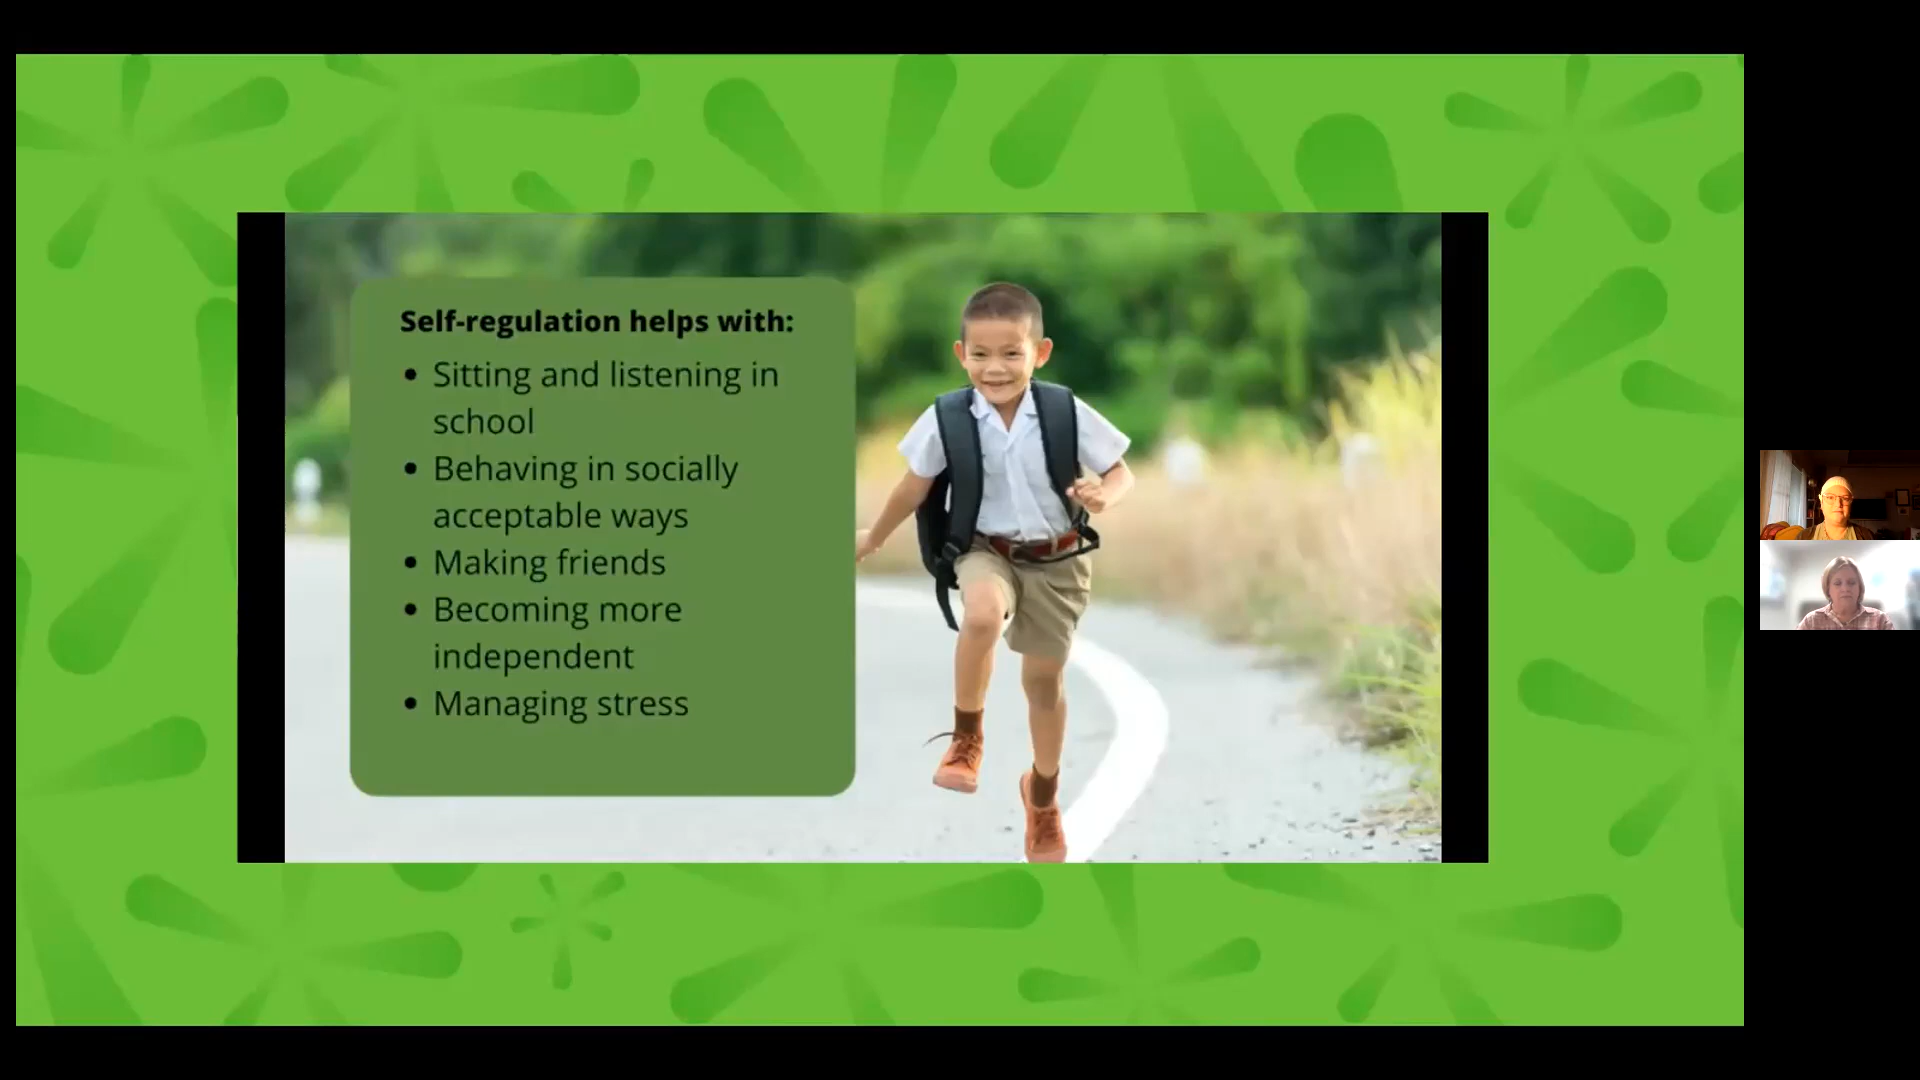 Self-regulation helps with:
• Sitting and listening in
school
• Behaving in socially
acceptable ways
• Making friends
• Becoming more
independent
• Managing stress